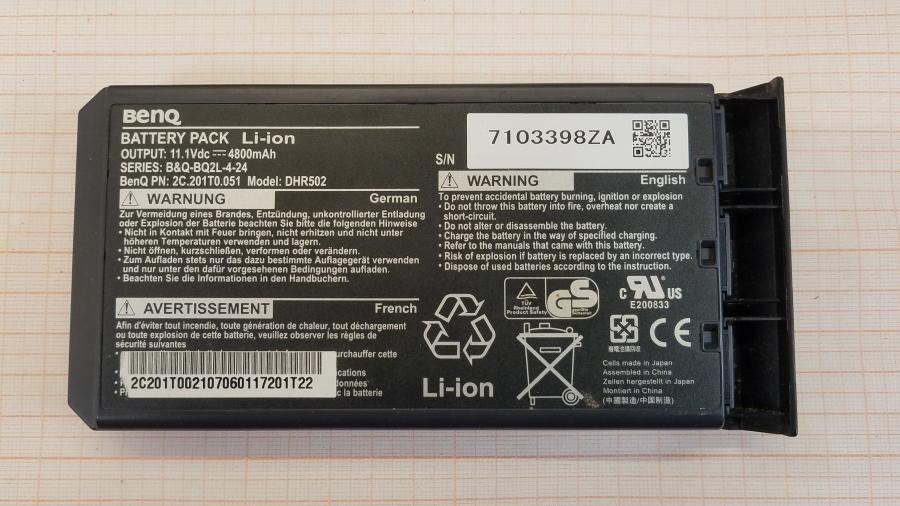 BenQ
BATTERY PACK Li-ion
OUTPUT: 11.1Vdc 4800mAh
SERIES: B&Q-BQ2L-4-24
BenQ PN: 2C.201T0.051 Model: DHR502
WARNUNG German
Zur Vermeidung eines Brandes, Entzündung, unkontrollierter Entladung
oder Explosion der Batterie beachten Sie bitte die folgenden Hinweise
• Nicht in Kontakt mit Feuer bringen, nicht erhitzen und nicht unter
höheren Temperaturen verwenden und lagern.
• Nicht öffnen, kurzschließen, verformen oder verändern.
• Zum Aufladen stets nur das dazu bestimmte Auflagegerät verwenden
und nur unter den dafür vorgesehenen Bedingungen aufladen.
• Beachten Sie die Informationen in den Handbuchern.
AVERTISSEMENT French
Afin d'éviter tout incendie, toute génération de chaleur, tout déchargement
ou toute explosion de cette batterie, veuillez observer les règles de
sécurité suivantes
urchauffer cette
ications
données
c la batterie
2C201T002107060117201T22
S/N
7103398ZA
WARNING English
To prevent accidental battery burning, ignition or explosion
• Do not throw this battery into fire, overheat nor create a
short-circuit.
• Do not alter or disassemble the battery.
• Charge the battery in way of specified charging.
• Refer to the manuals that came with this battery.
• Risk of explosion if battery is replaced by an incorrect type.
• Dispose of used batteries according to the instruction.
Li-ion
TÜV
Rheinland
Product Safety
GS
geprüfte
Sicherheit
C RU US
E200833
CE
廢電池請回收
Cells made in Japan
Assembled in China
Zellen hergestellt in Japan
Montiert in China
(中國製造/中国制造)